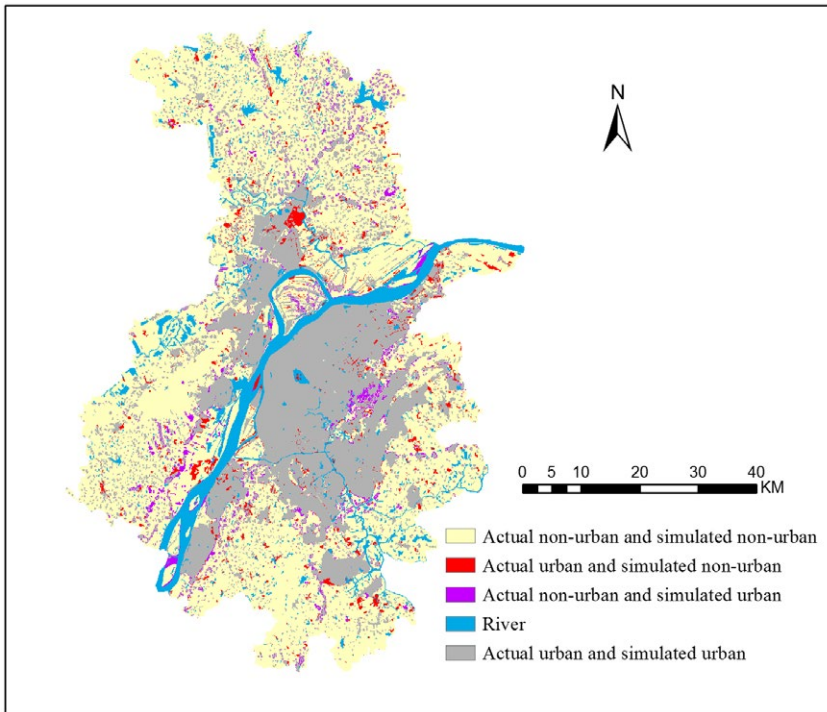 N
0 5 10 20 30 40
KM
Actual non-urban and simulated non-urban
Actual urban and simulated non-urban
Actual non-urban and simulated urban
River
Actual urban and simulated urban